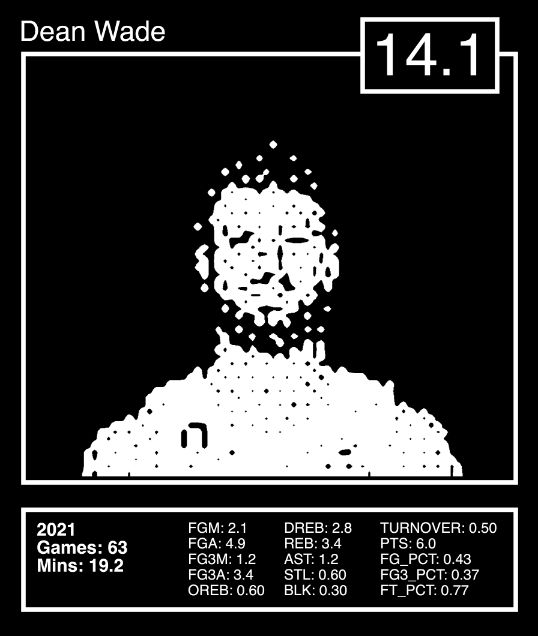 Dean Wade
14.1
2021
Games: 63
Mins: 19.2
FGM: 2.1
FGA: 4.9
FG3M: 1.2
FG3A: 3.4
OREB: 0.60
DREB: 2.8
REB: 3.4
AST: 1.2
STL: 0.60
BLK: 0.30
TURNOVER: 0.50
PTS: 6.0
FG_PCT: 0.43
FG3_PCT: 0.37
FT_PCT: 0.77